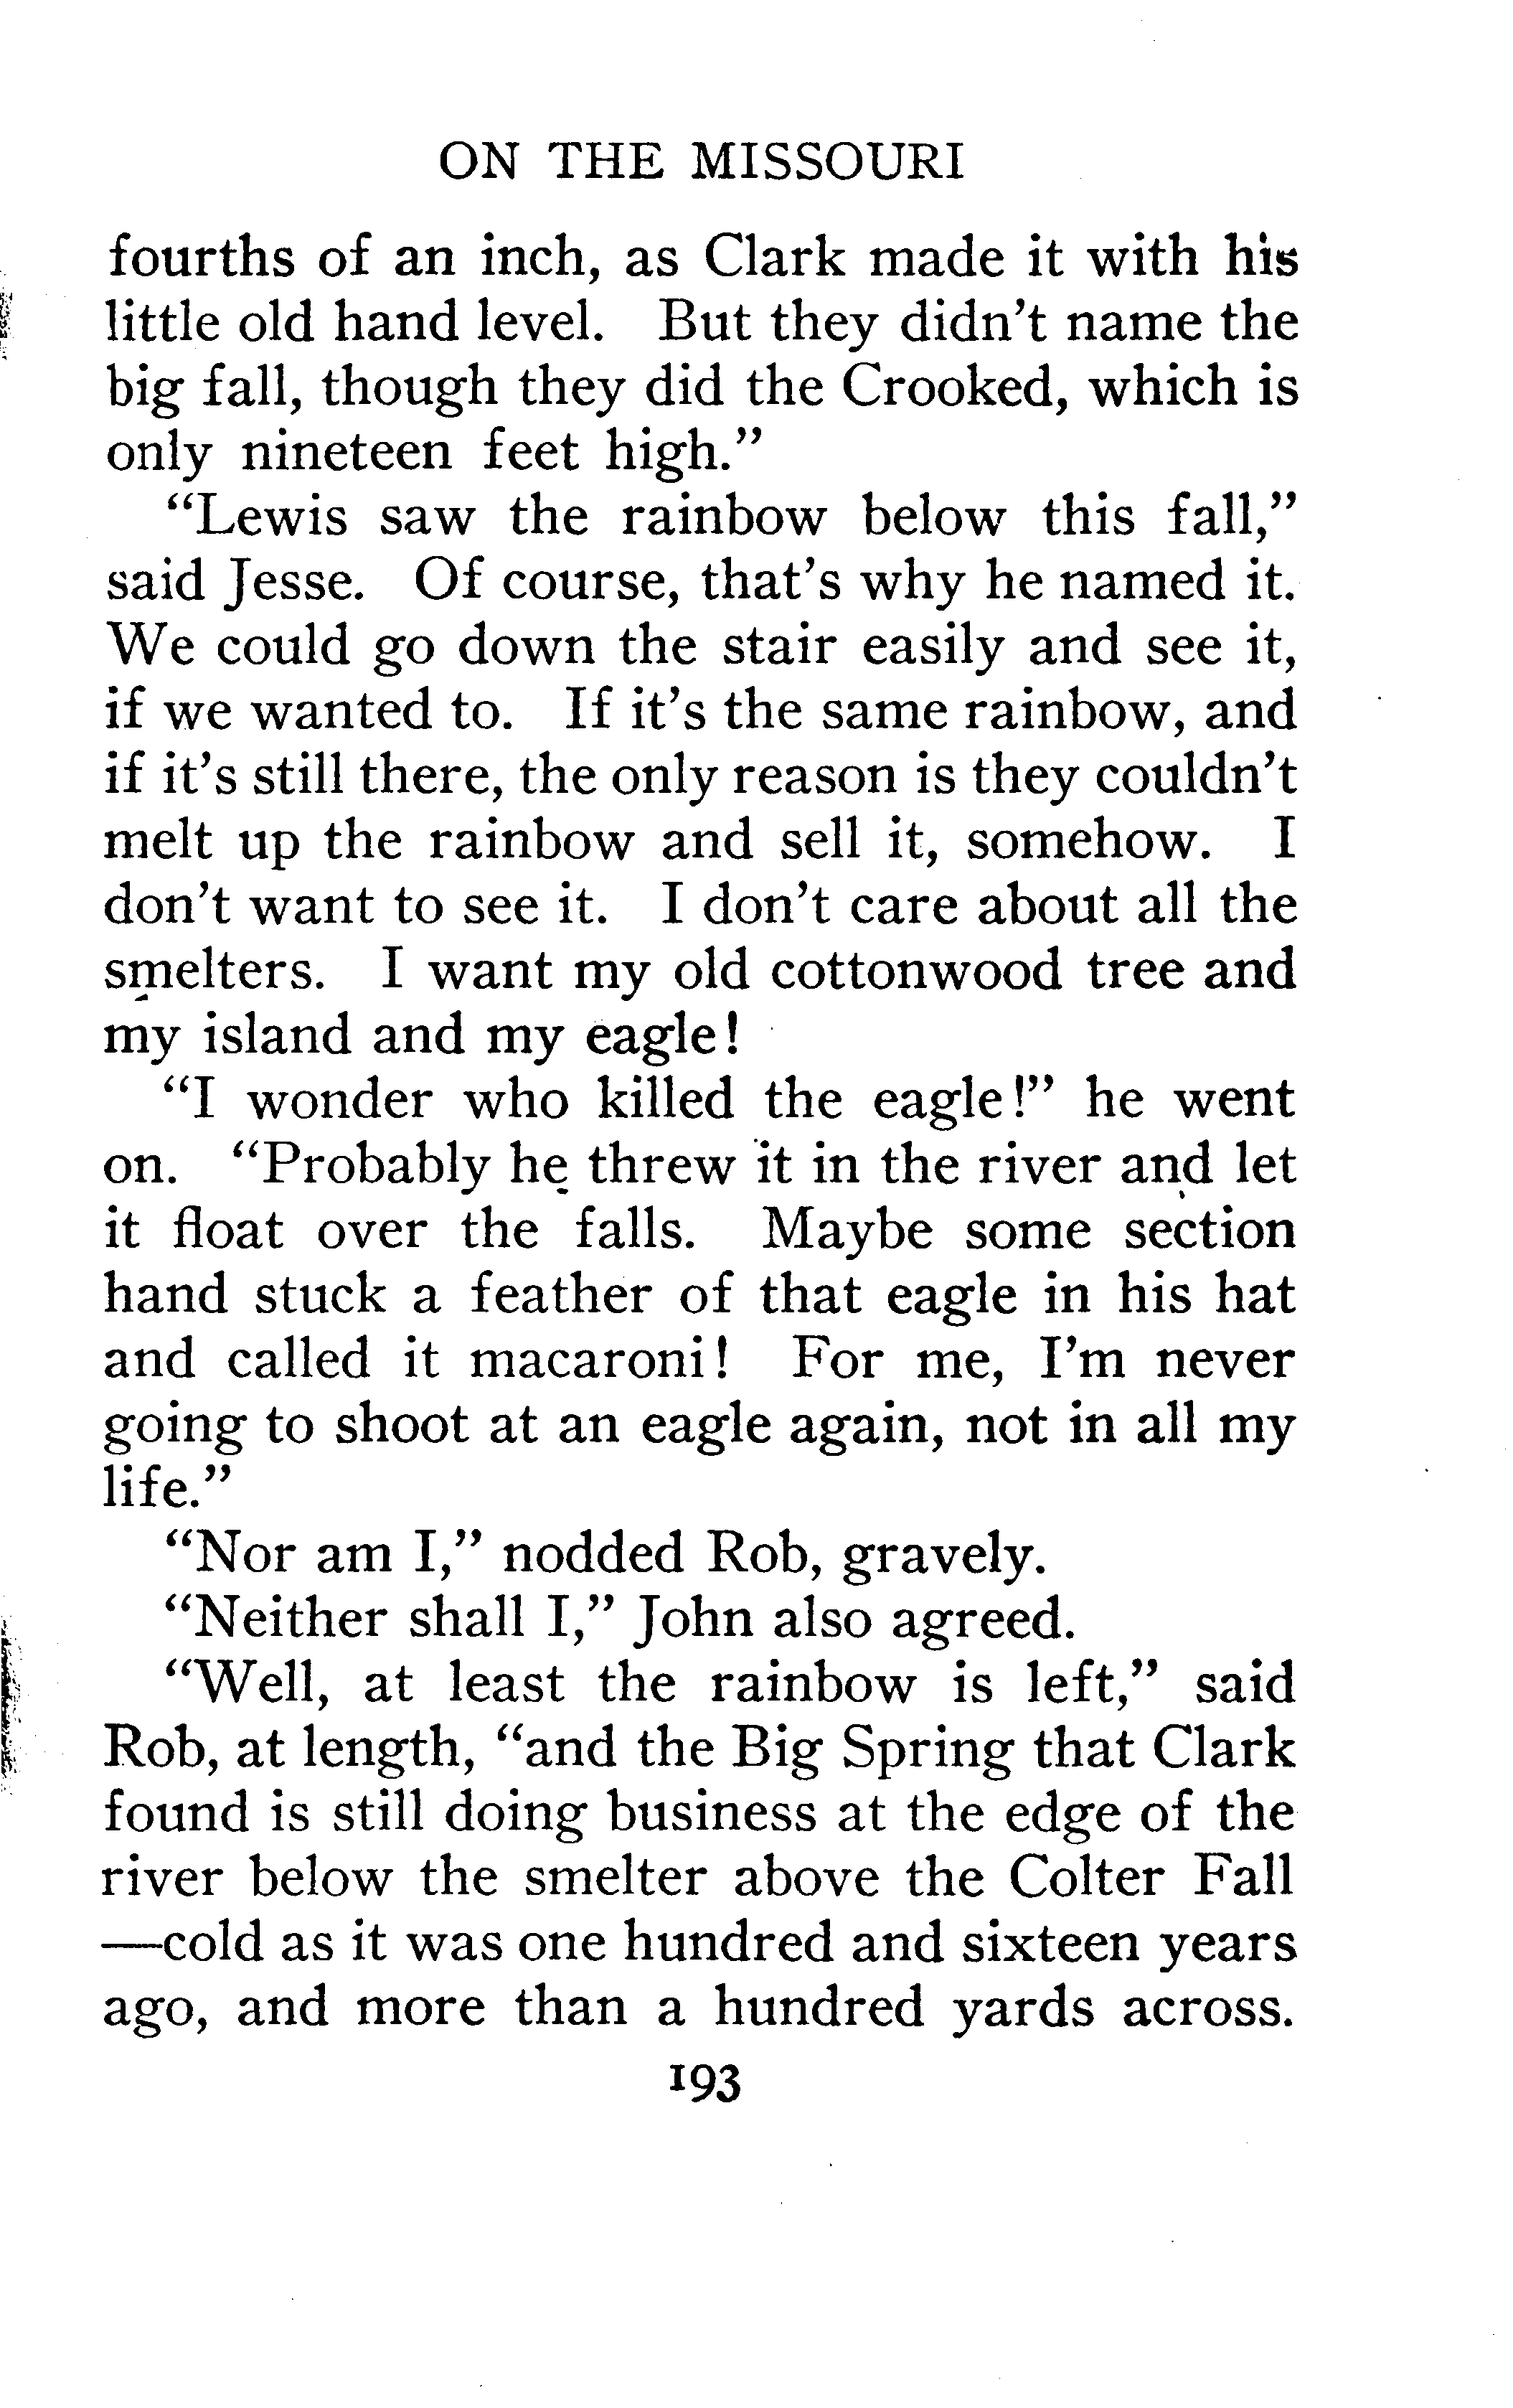 ON THE MISSOURI
fourths of an inch, as Clark made it with his
little old hand level. But they didn't name the
big fall, though they did the Crooked, which is
only nineteen feet high."
"Lewis saw the rainbow below this fall,"
said Jesse. Of course, that's why he named it.
We could go down the stair easily and see it,
if we wanted to. If it's the same rainbow, and
if it's still there, the only reason is they couldn't
melt up the rainbow and sell it, somehow. I
don't want to see it. I don't care about all the
smelters. I want my old cottonwood tree and
my island and my eagle!
"I wonder who killed the eagle!" he went
on. "Probably he threw it in the river and let
it float over the falls. Maybe some section
hand stuck a feather of that eagle in his hat
and called it macaroni! For me, I'm never
going to shoot at an eagle again, not in all my
life."
"Nor am I," nodded Rob, gravely.
"Neither shall I," John also agreed.
"Well, at least the rainbow is left," said
Rob, at length, "and the Big Spring that Clark
found is still doing business at the edge of the
river below the smelter above the Colter Fall
—cold as it was one hundred and sixteen years
ago, and more than a hundred yards across.
193